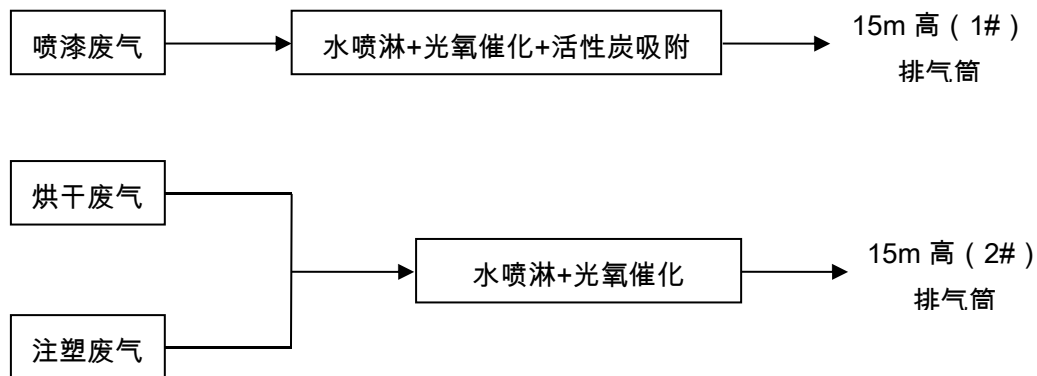 喷漆废气
水喷淋+光氧催化+活性炭吸附
15m 高（1#）
排气筒
烘干废气
水喷淋+光氧催化
15m 高（2#）
排气筒
注塑废气